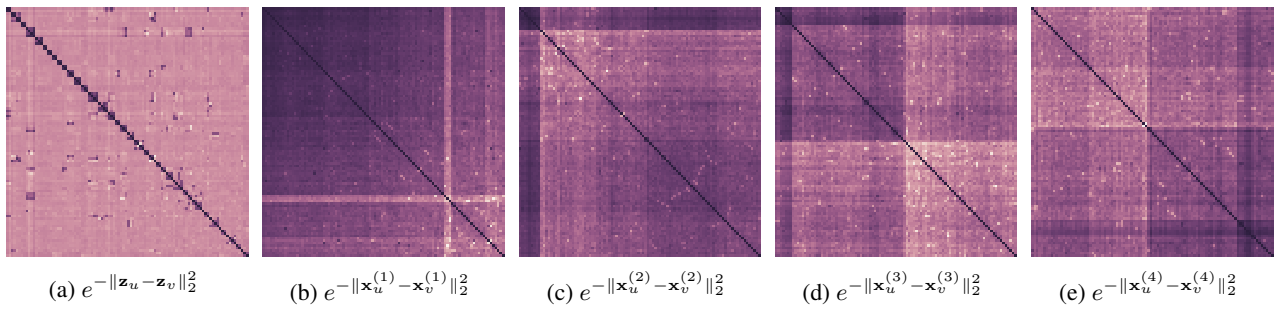 (a) $e^{-\|\mathbf{z}_u-\mathbf{z}_v\|_2^2}$
(b) $e^{-\|\mathbf{x}_u^{(1)}-\mathbf{x}_v^{(1)}\|_2^2}$
(c) $e^{-\|\mathbf{x}_u^{(2)}-\mathbf{x}_v^{(2)}\|_2^2}$
(d) $e^{-\|\mathbf{x}_u^{(3)}-\mathbf{x}_v^{(3)}\|_2^2}$
(e) $e^{-\|\mathbf{x}_u^{(4)}-\mathbf{x}_v^{(4)}\|_2^2}$